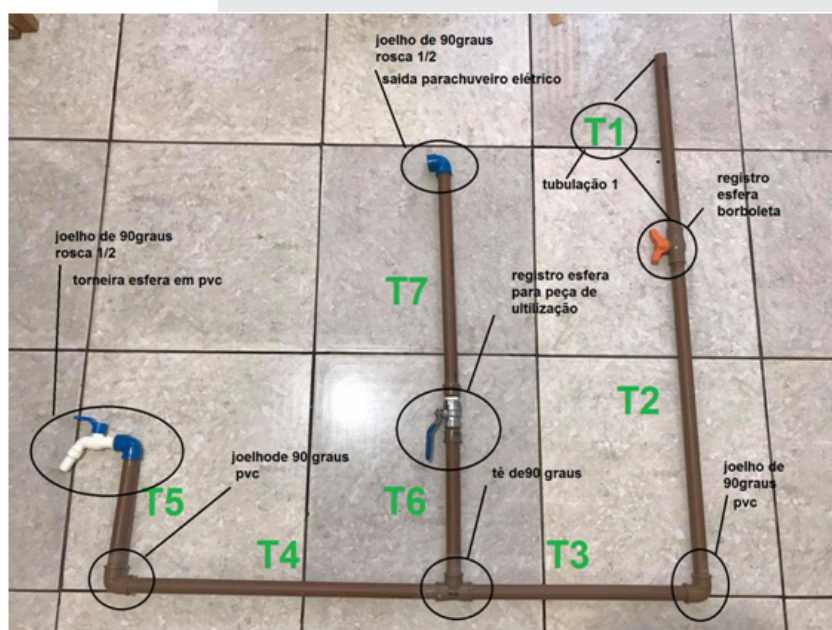 joelho de 90graus
rosca 1/2
saida parachuveiro elétrico
T1
tubulação 1
registro
esfera
borboleta
joelho de 90graus
rosca 1/2
torneira esfera em pvc
T7
registro esfera
para peça de
ultilização
T2
joelhode 90 graus
pvc
tê de90 graus
joelho de
90graus
pvc
T5
T6
T4
T3